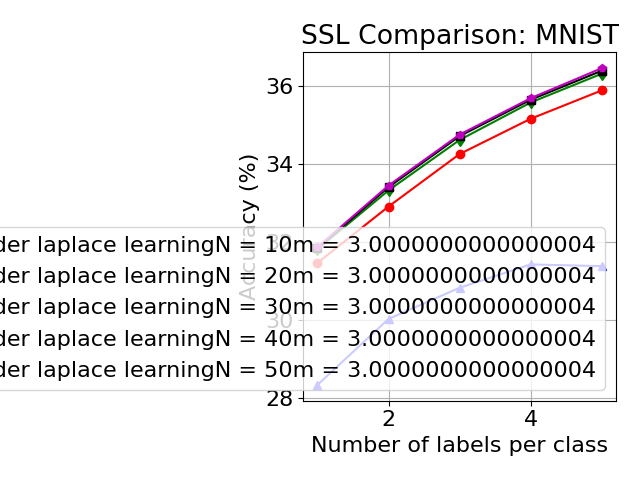 SSL Comparison: MNIST
36
34
32
30
28
Accuracy (%)
der laplace learningN = 10m = 3.0000000000000004
der laplace learningN = 20m = 3.0000000000000004
der laplace learningN = 30m = 3.0000000000000004
der laplace learningN = 40m = 3.0000000000000004
der laplace learningN = 50m = 3.0000000000000004
2 4
Number of labels per class